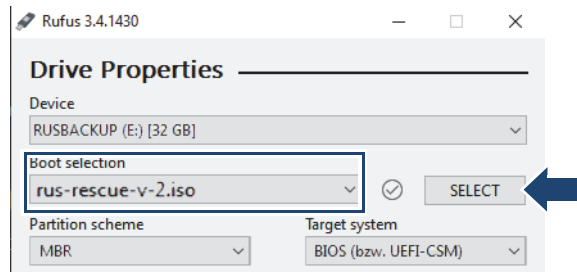 Rufus 3.4.1430
Drive Properties
Device
RUSBACKUP (E:) [32 GB]
Boot selection
rus-rescue-v-2.iso
SELECT
Partition scheme
Target system
MBR
BIOS (bzw. UEFI-CSM)